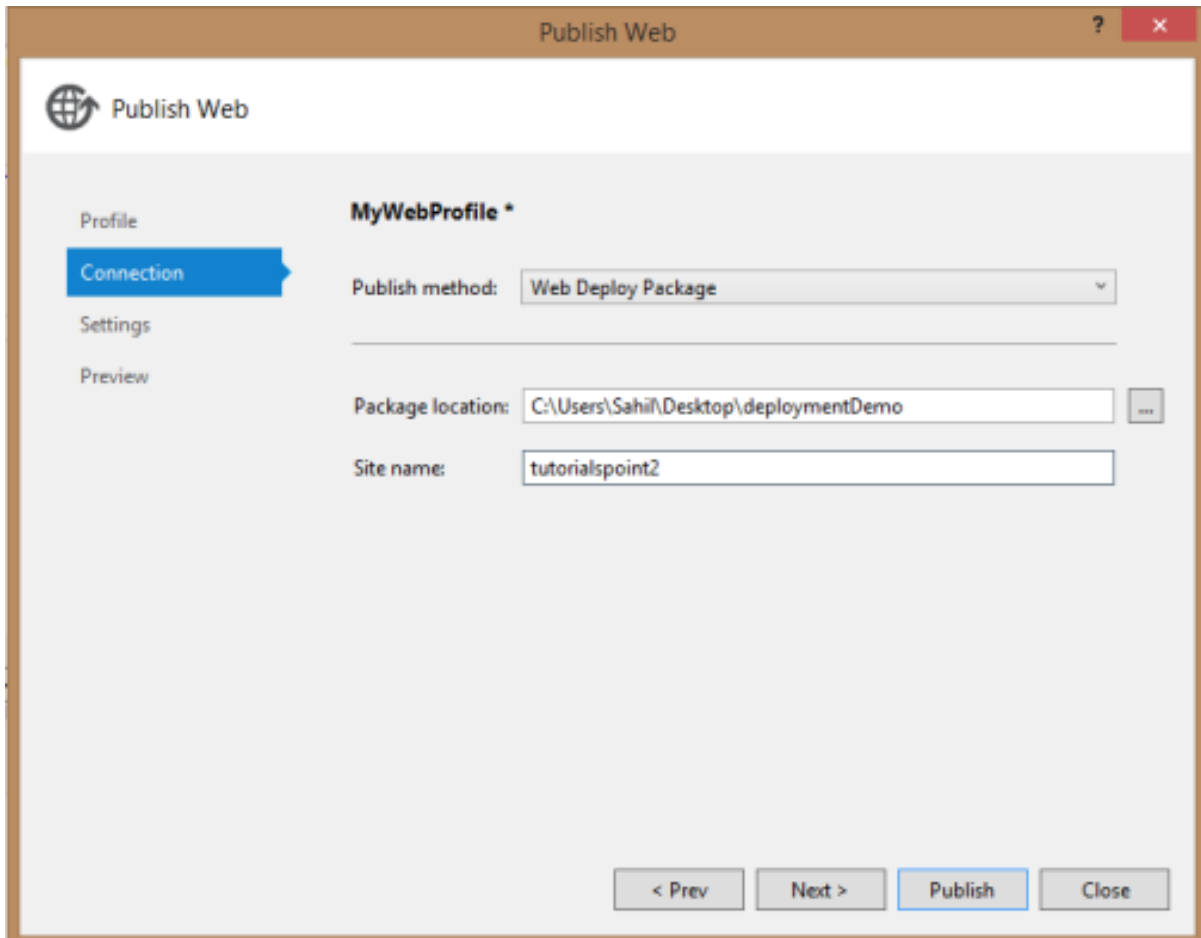 Publish Web
?
Publish Web
Profile
Connection
Settings
Preview
MyWebProfile *
Publish method: Web Deploy Package
Package location: C:\Users\Sahil\Desktop\deploymentDemo ...
Site name: tutorialspoint2
< Prev Next > Publish Close